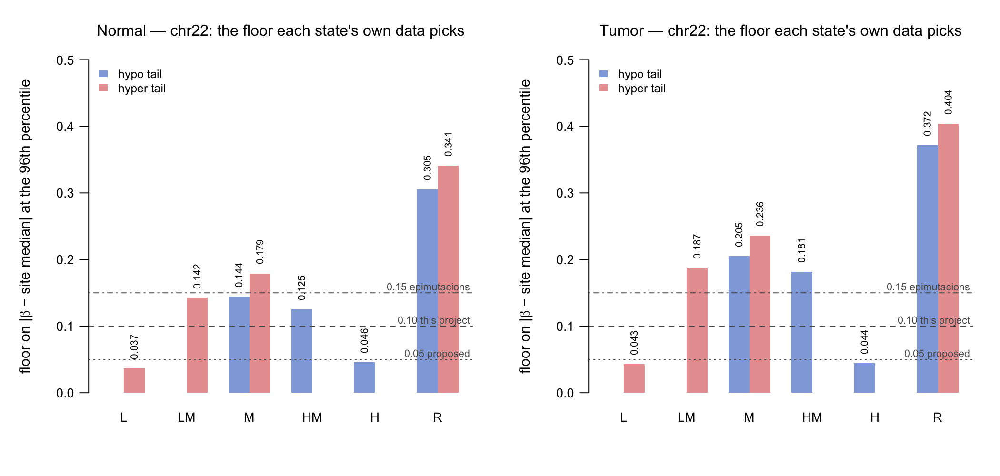 Normal — chr22: the floor each state's own data picks
floor on |β − site median| at the 96th percentile
0.5
0.4
0.3
0.2
0.1
0.0
hypo tail
hyper tail
0.037
0.142
0.144
0.179
0.125
0.046
0.305
0.341
0.15 epimutacions
0.10 this project
0.05 proposed
L
LM
M
HM
H
R
Tumor — chr22: the floor each state's own data picks
floor on |β − site median| at the 96th percentile
0.5
0.4
0.3
0.2
0.1
0.0
hypo tail
hyper tail
0.043
0.187
0.205
0.236
0.181
0.044
0.372
0.404
0.15 epimutacions
0.10 this project
0.05 proposed
L
LM
M
HM
H
R